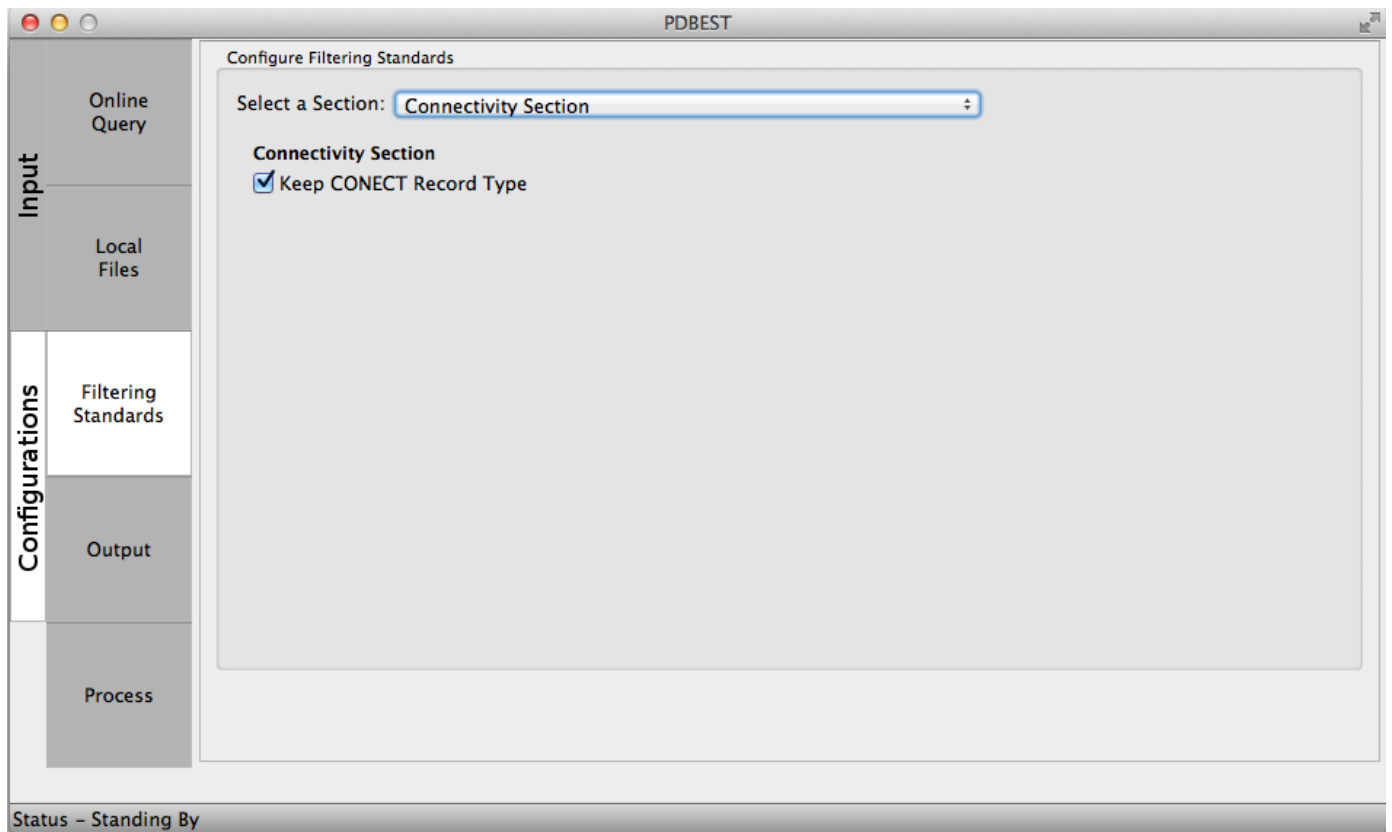 PDBEST
Input
Online
Query
Local
Files
Configurations
Filtering
Standards
Output
Process
Configure Filtering Standards
Select a Section: Connectivity Section
Connectivity Section
Keep CONECT Record Type
Status – Standing By